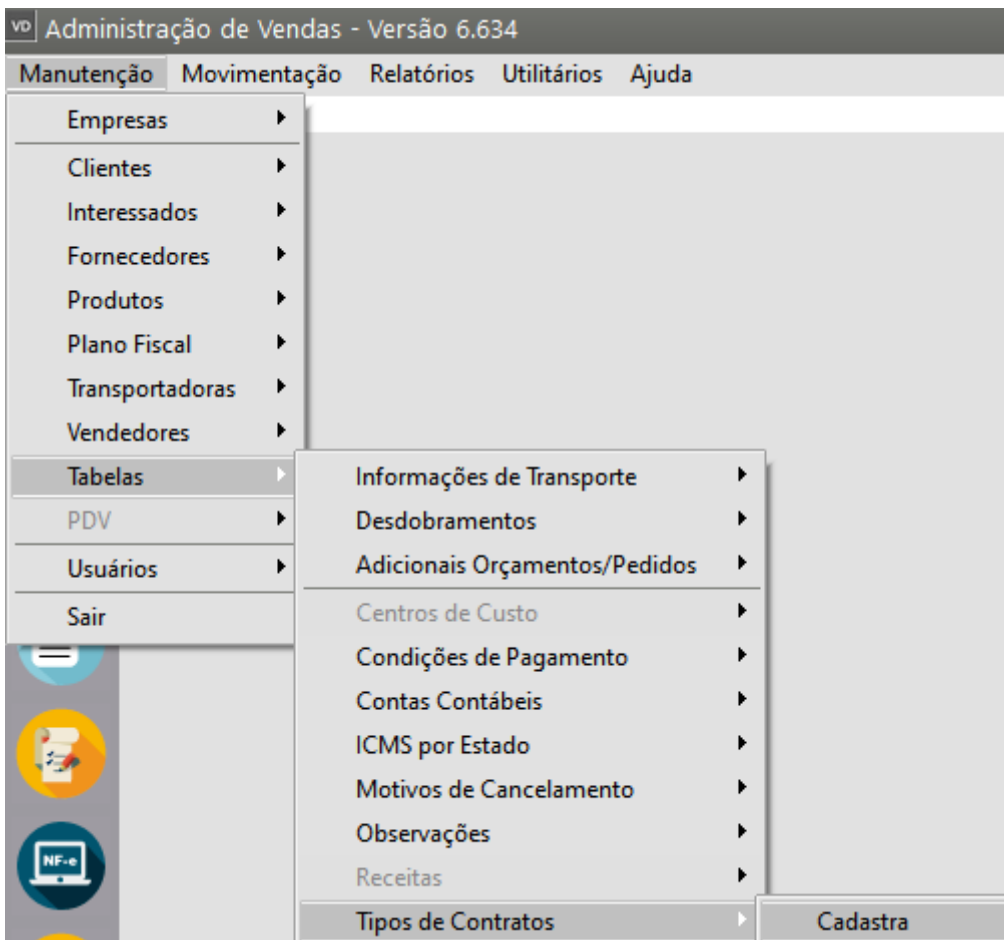 VD Administração de Vendas - Versão 6.634
Manutenção Movimentação Relatórios Utilitários Ajuda
Empresas
Clientes
Interessados
Fornecedores
Produtos
Plano Fiscal
Transportadoras
Vendedores
Tabelas
PDV
Usuários
Sair
Informações de Transporte
Desdobramentos
Adicionais Orçamentos/Pedidos
Centros de Custo
Condições de Pagamento
Contas Contábeis
ICMS por Estado
Motivos de Cancelamento
Observações
Receitas
Tipos de Contratos
Cadastra
NF-e